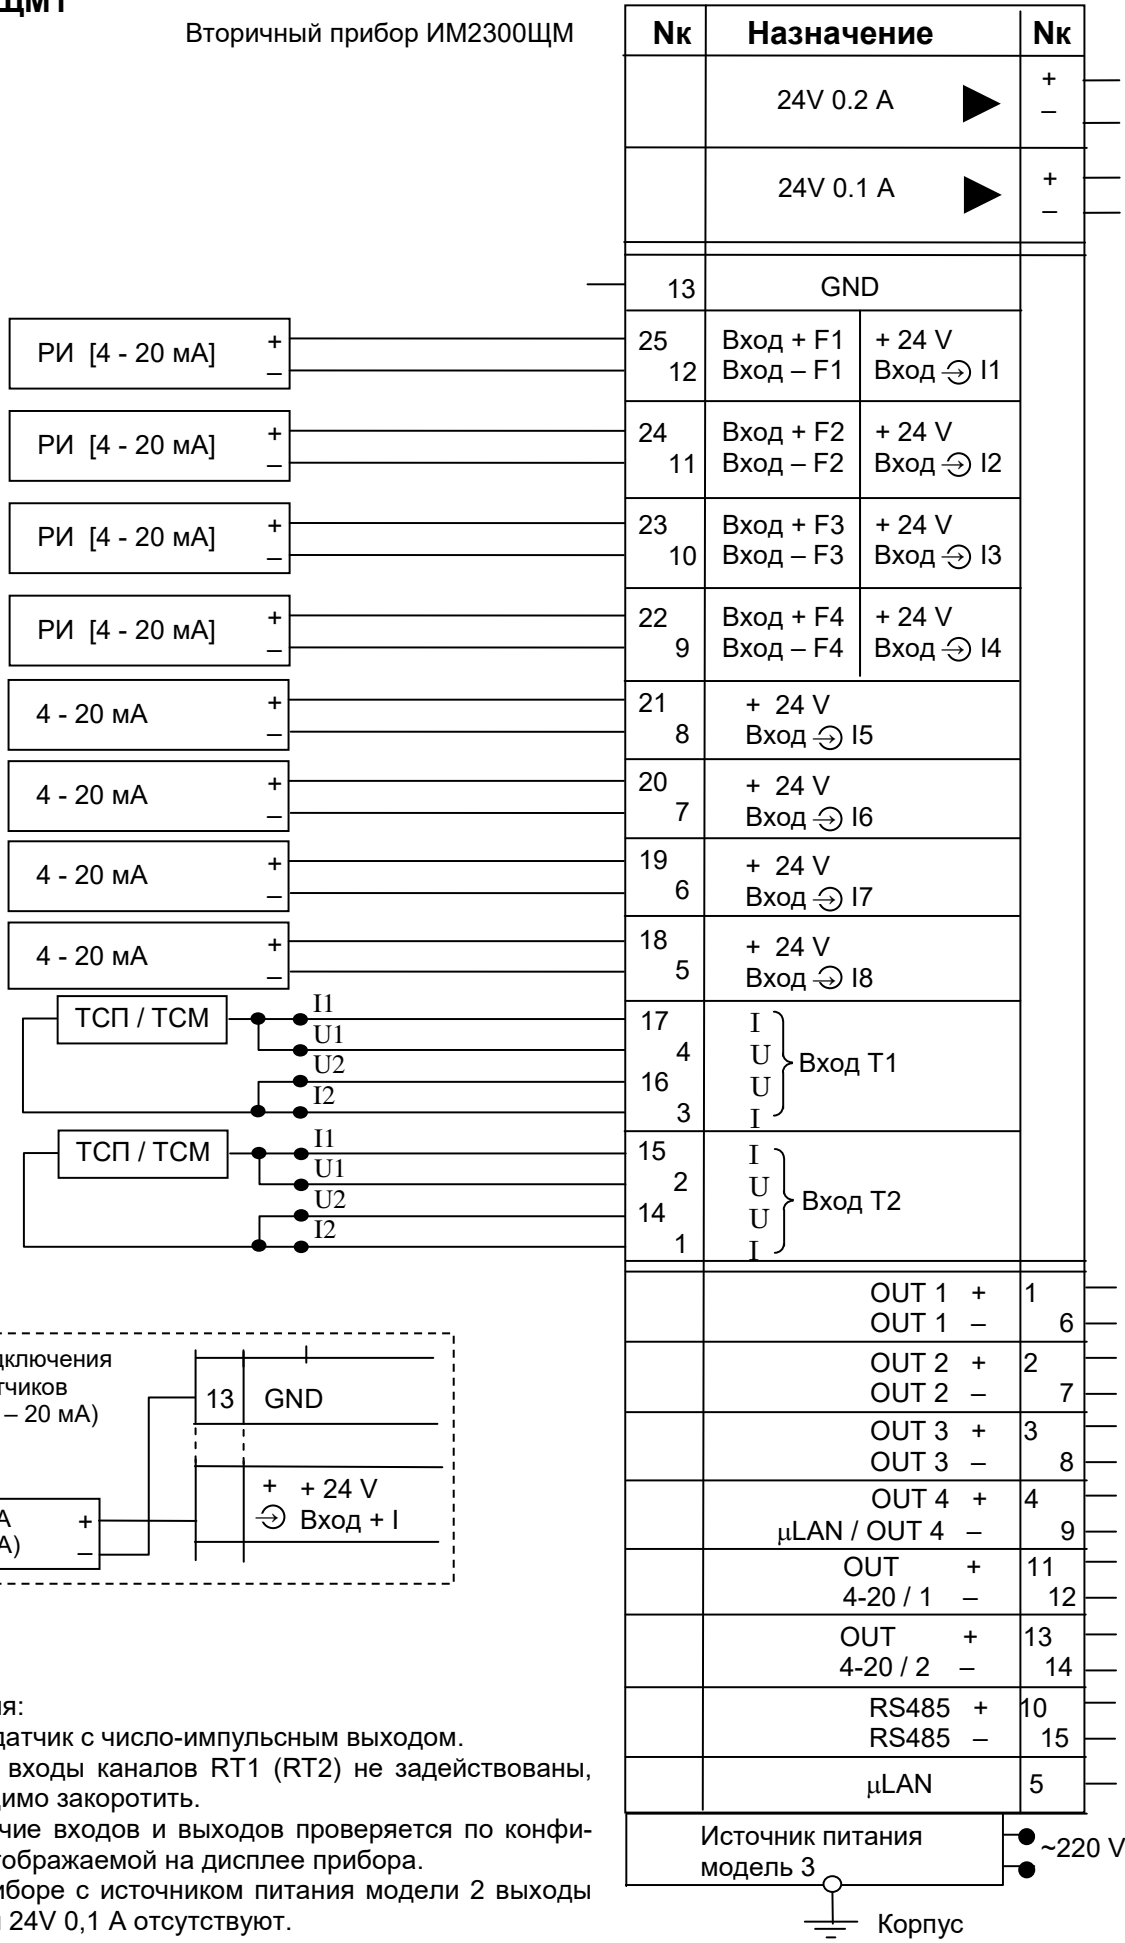 ЩМ1
Вторичный прибор ИМ2300ЩМ
Nк Назначение Nк
24V 0.2 A + –
24V 0.1 A + –
13 GND
РИ [4 - 20 мА] + – 25 12 Вход + F1 + 24 V
Вход – F1 Вход I1
РИ [4 - 20 мА] + – 24 11 Вход + F2 + 24 V
Вход – F2 Вход I2
РИ [4 - 20 мА] + – 23 10 Вход + F3 + 24 V
Вход – F3 Вход I3
РИ [4 - 20 мА] + – 22 9 Вход + F4 + 24 V
Вход – F4 Вход I4
4 - 20 мА + – 21 8 + 24 V
Вход I5
4 - 20 мА + – 20 7 + 24 V
Вход I6
4 - 20 мА + – 19 6 + 24 V
Вход I7
4 - 20 мА + – 18 5 + 24 V
Вход I8
ТСП / ТСМ I1 17 I
U1 4 U Вход Т1
U2 16 U
I2 3 I
ТСП / ТСМ I1 15 I
U1 2 U Вход Т2
U2 14 U
I2 1 I
OUT 1 + 1
OUT 1 – 6
OUT 2 + 2
OUT 2 – 7
OUT 3 + 3
OUT 3 – 8
OUT 4 + 4
μLAN / OUT 4 – 9
OUT + 11
4-20 / 1 – 12
OUT + 13
4-20 / 2 – 14
RS485 + 10
RS485 – 15
μLAN 5
Источник питания
модель 3
~220 V
Корпус
дключения
тчиков
– 20 мА)
13 GND
+ + 24 V
Вход + I
А +
А) –
ия:
датчик с число-импульсным выходом.
входы каналов RT1 (RT2) не задействованы,
димо закоротить.
чие входов и выходов проверяется по конфи-
тображаемой на дисплее прибора.
иборе с источником питания модели 2 выходы
и 24V 0,1 А отсутствуют.